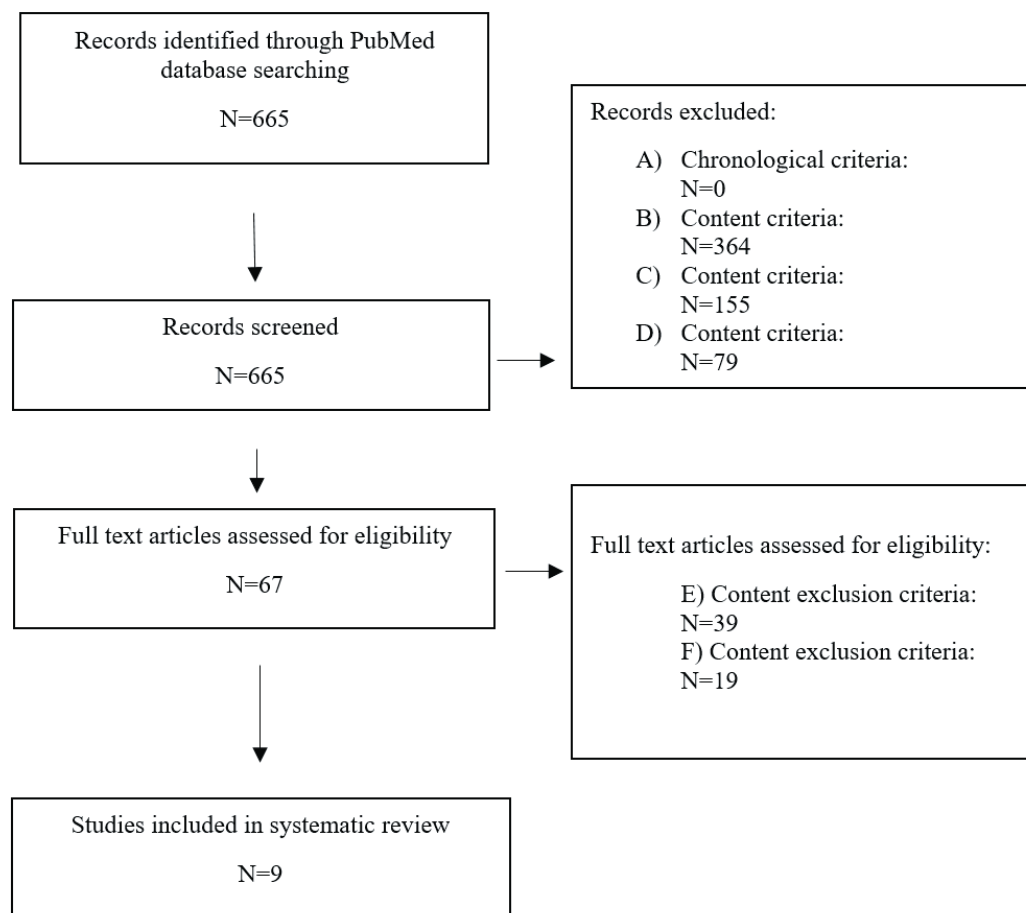 Records identified through PubMed
database searching
N=665
Records excluded:
A) Chronological criteria:
N=0
B) Content criteria:
N=364
C) Content criteria:
N=155
D) Content criteria:
N=79
Records screened
N=665
Full text articles assessed for eligibility
N=67
Full text articles assessed for eligibility:
E) Content exclusion criteria:
N=39
F) Content exclusion criteria:
N=19
Studies included in systematic review
N=9